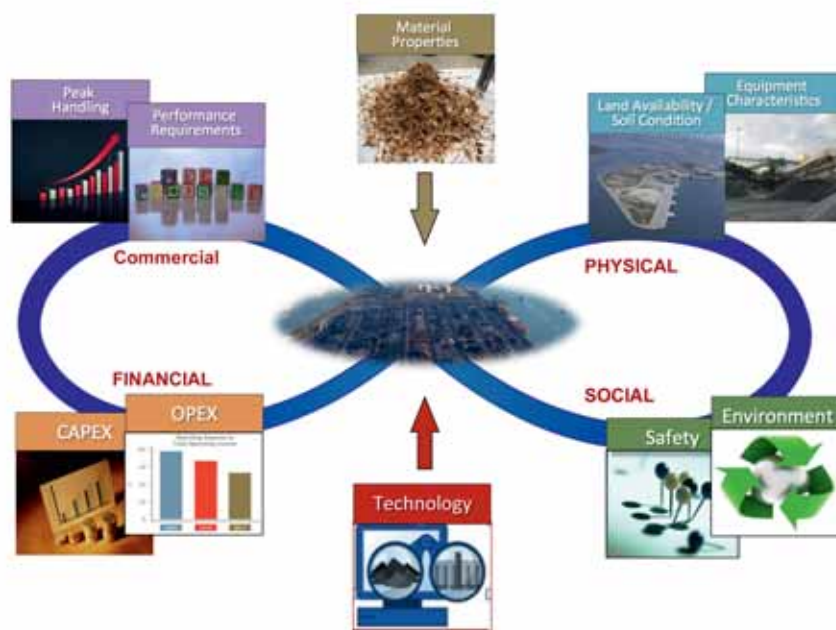 Material
Properties
Peak
Handling
Performance
Requirements
Land Availability /
Soil Condition
Equipment
Characteristics
Commercial
PHYSICAL
FINANCIAL
SOCIAL
CAPEX
OPEX
Safety
Environment
Technology